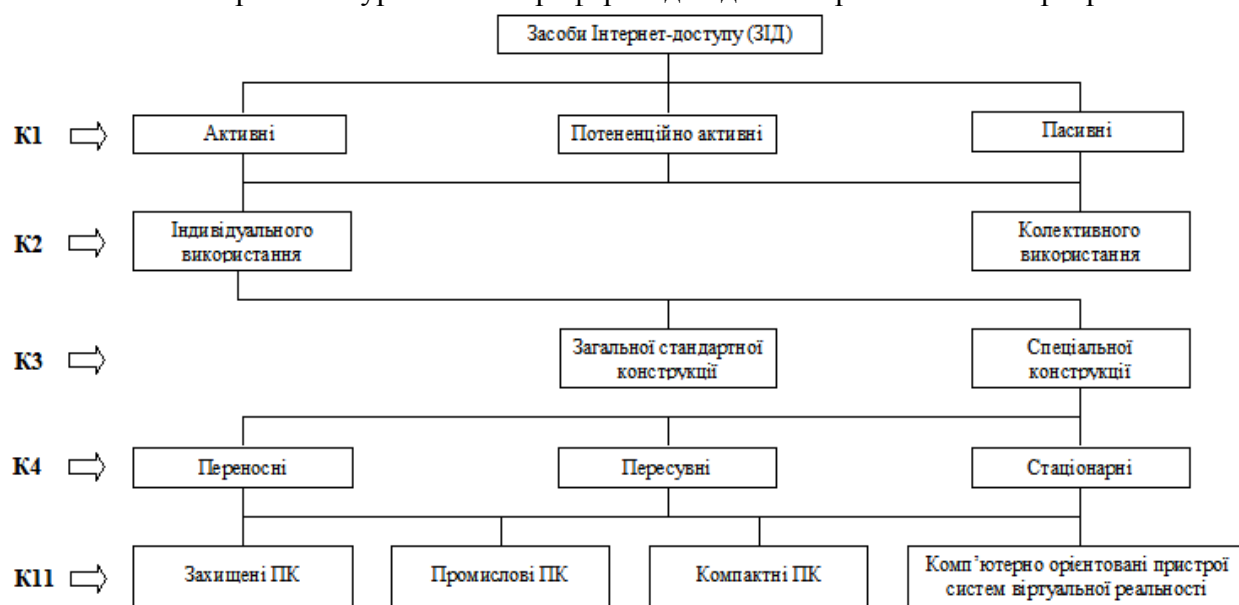 Засоби Інтернет-доступу (ЗІД)
К1
Активні
Потененційно активні
Пасивні
К2
Індивідуального
використання
Колективного
використання
К3
Загальної стандартної
конструкції
Спеціальної
конструкції
К4
Переносні
Пересувні
Стаціонарні
К11
Захищені ПК
Промислові ПК
Компактні ПК
Комп’ютерно орієнтовані пристрої
систем віртуальної реальності